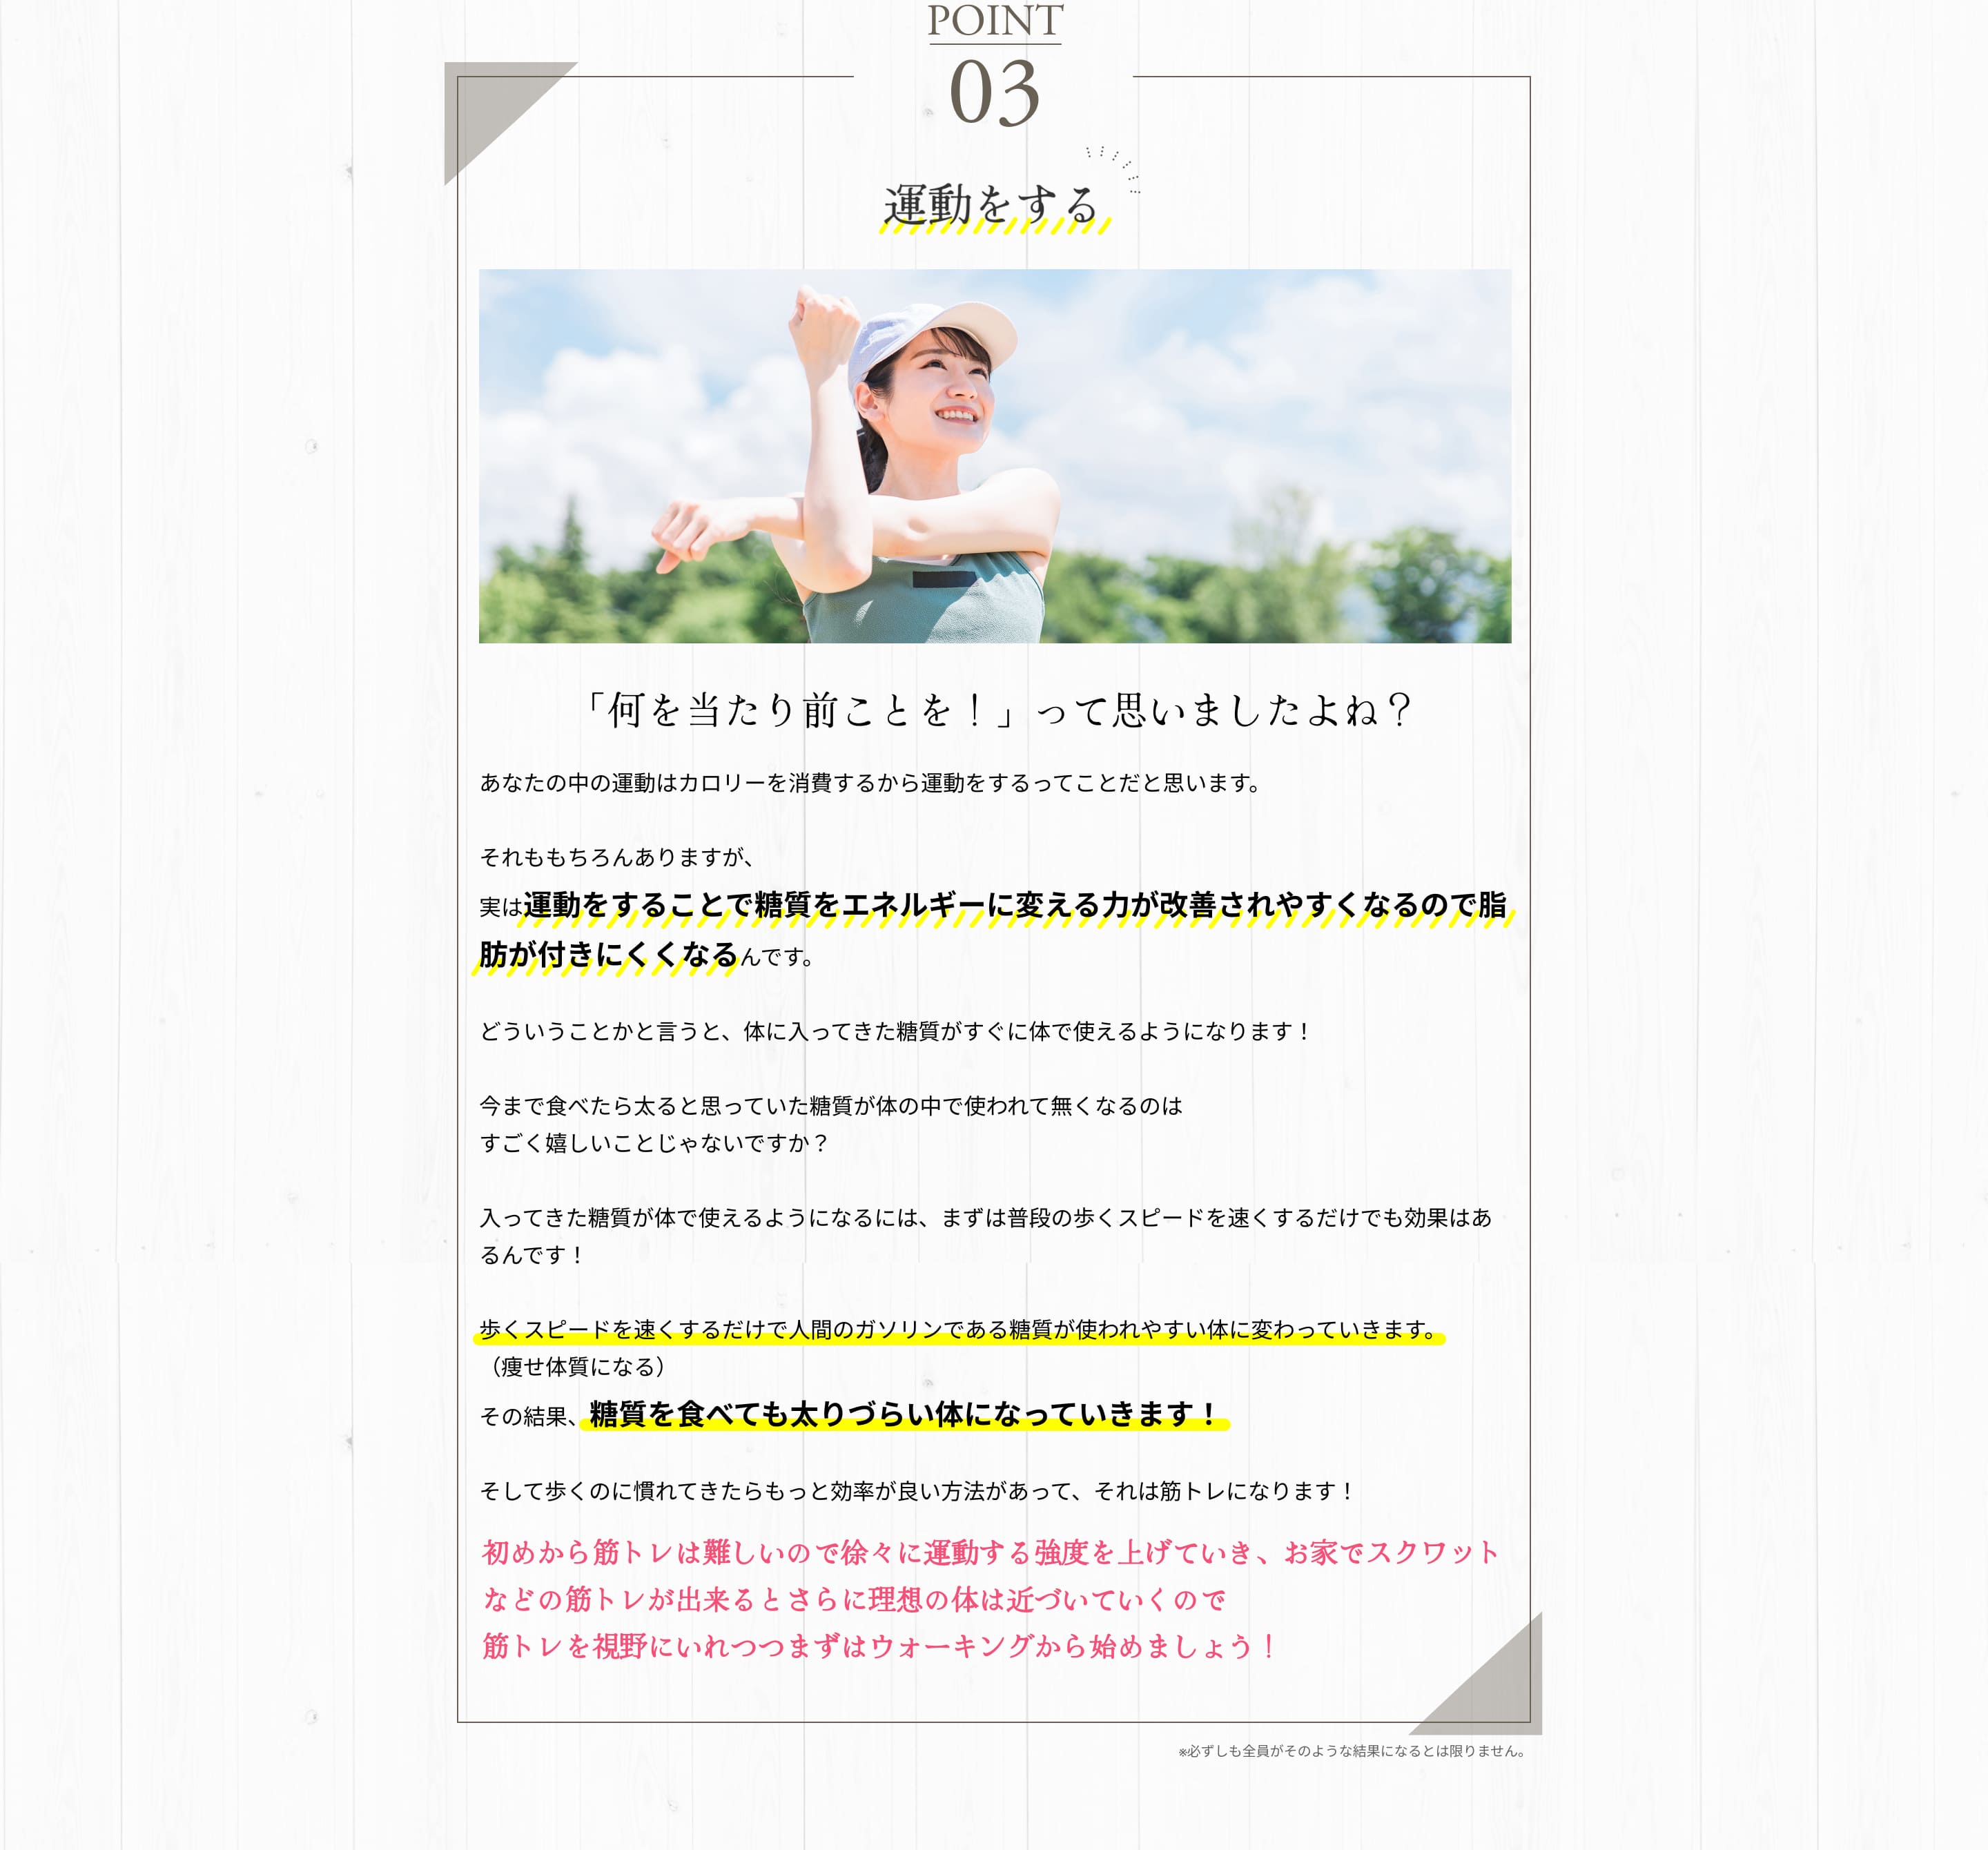 POINT
03
運動をする
「何を当たり前ことを！」って思いましたよね？
あなたの中の運動はカロリーを消費するから運動をするってことだと思います。
それももちろんありますが、
実は運動をすることで糖質をエネルギーに変える力が改善されやすくなるので脂
肪が付きにくくなるんです。
どういうことかと言うと、体に入ってきた糖質がすぐに体で使えるようになります！
今まで食べたら太ると思っていた糖質が体の中で使われて無くなるのは
すごく嬉しいことじゃないですか？
入ってきた糖質が体で使えるようになるには、まずは普段の歩くスピードを速くするだけでも効果はあ
るんです！
歩くスピードを速くするだけで人間のガソリンである糖質が使われやすい体に変わっていきます。
（痩せ体質になる）
その結果、糖質を食べても太りづらい体になっていきます！
そして歩くのに慣れてきたらもっと効率が良い方法があって、それは筋トレになります！
初めから筋トレは難しいので徐々に運動する強度を上げていき、お家でスクワット
などの筋トレが出来るとさらに理想の体は近づいていくので
筋トレを視野にいれつつまずはウォーキングから始めましょう！
※必ずしも全員がそのような結果になるとは限りません。